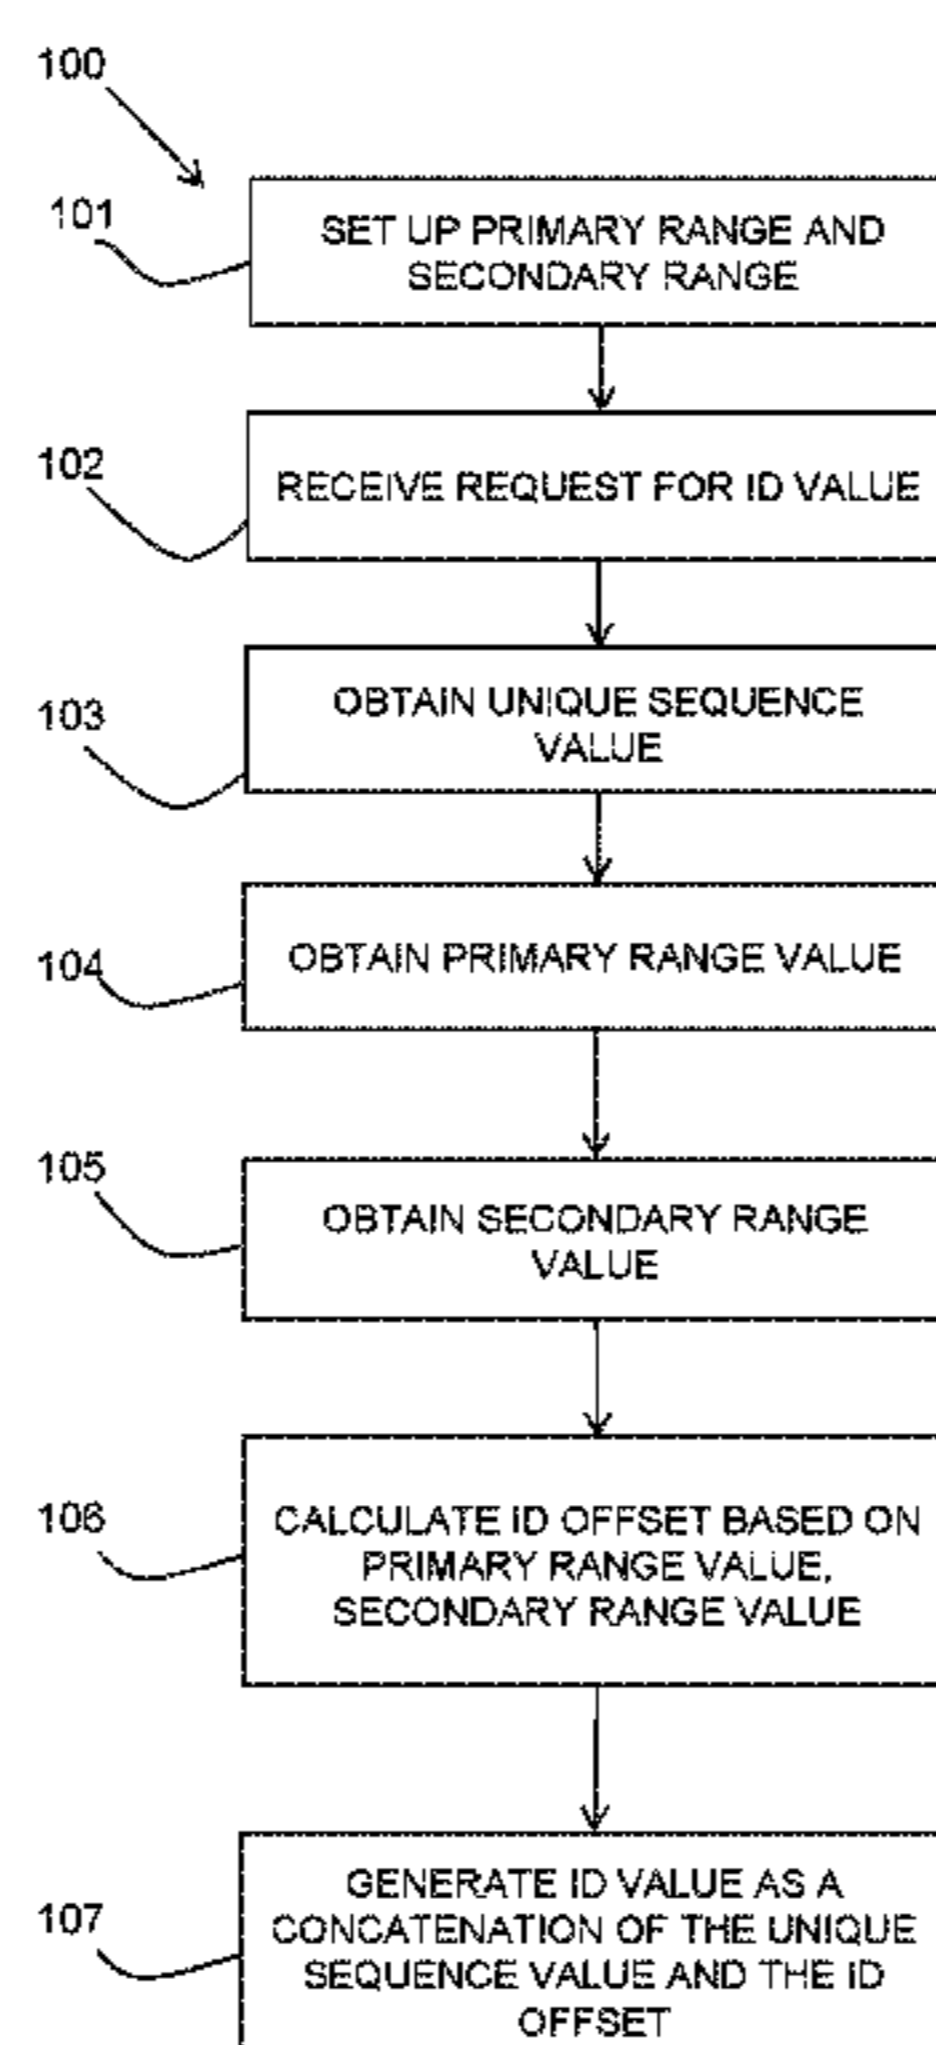 100
101
SET UP PRIMARY RANGE AND
SECONDARY RANGE
102
RECEIVE REQUEST FOR ID VALUE
103
OBTAIN UNIQUE SEQUENCE
VALUE
104
OBTAIN PRIMARY RANGE VALUE
105
OBTAIN SECONDARY RANGE
VALUE
106
CALCULATE ID OFFSET BASED ON
PRIMARY RANGE VALUE,
SECONDARY RANGE VALUE
107
GENERATE ID VALUE AS A
CONCATENATION OF THE UNIQUE
SEQUENCE VALUE AND THE ID
OFFSET